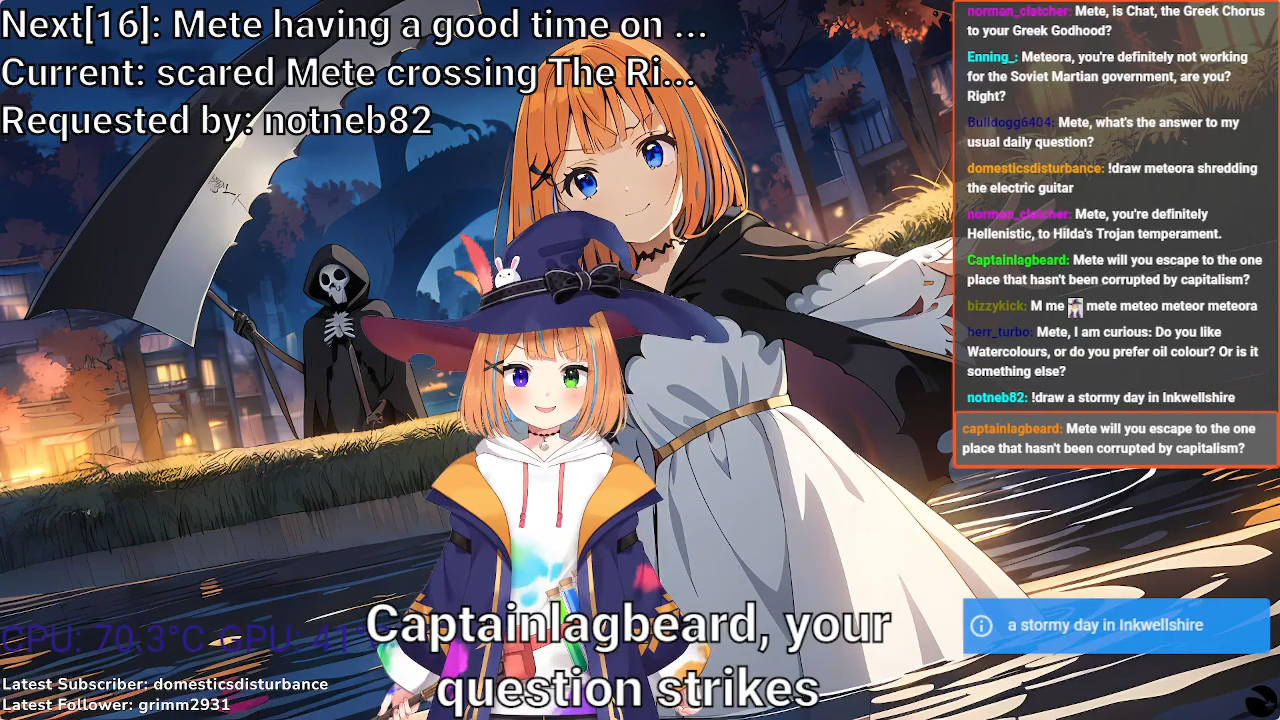 Next[16]: Mete having a good time on ...
Current: scared Mete crossing The Ri...
Requested by: notneb82
norman_clatcher: Mete, is Chat, the Greek Chorus
to your Greek Godhood?
Enning_: Meteora, you're definitely not working
for the Soviet Martian government, are you?
Right?
Bulldogg6404: Mete, what's the answer to my
usual daily question?
domesticsdisturbance: !draw meteora shredding
the electric guitar
norman_clatcher: Mete, you're definitely
Hellenistic, to Hilda's Trojan temperament.
Captainlagbeard: Mete will you escape to the one
place that hasn't been corrupted by capitalism?
bizzykick: M me mete meteo meteor meteora
herr_turbo: Mete, I am curious: Do you like
Watercolours, or do you prefer oil colour? Or is it
something else?
notneb82: !draw a stormy day in Inkwellshire
captainlagbeard: Mete will you escape to the one
place that hasn't been corrupted by capitalism?
a stormy day in Inkwellshire
CPU: 70.3°C GPU: 41°
Captainlagbeard, your
question strikes
Latest Subscriber: domesticsdisturbance
Latest Follower: grimm2931